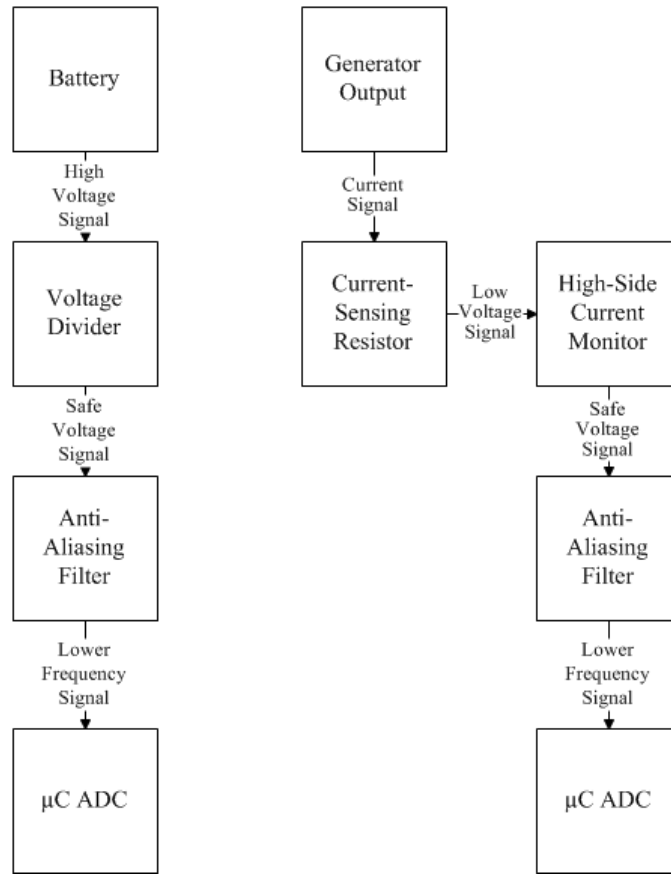 Battery
High
Voltage
Signal
Voltage
Divider
Safe
Voltage
Signal
Anti-
Aliasing
Filter
Lower
Frequency
Signal
μC ADC
Generator
Output
Current
Signal
Current-
Sensing
Resistor
Low
Voltage
Signal
High-Side
Current
Monitor
Safe
Voltage
Signal
Anti-
Aliasing
Filter
Lower
Frequency
Signal
μC ADC